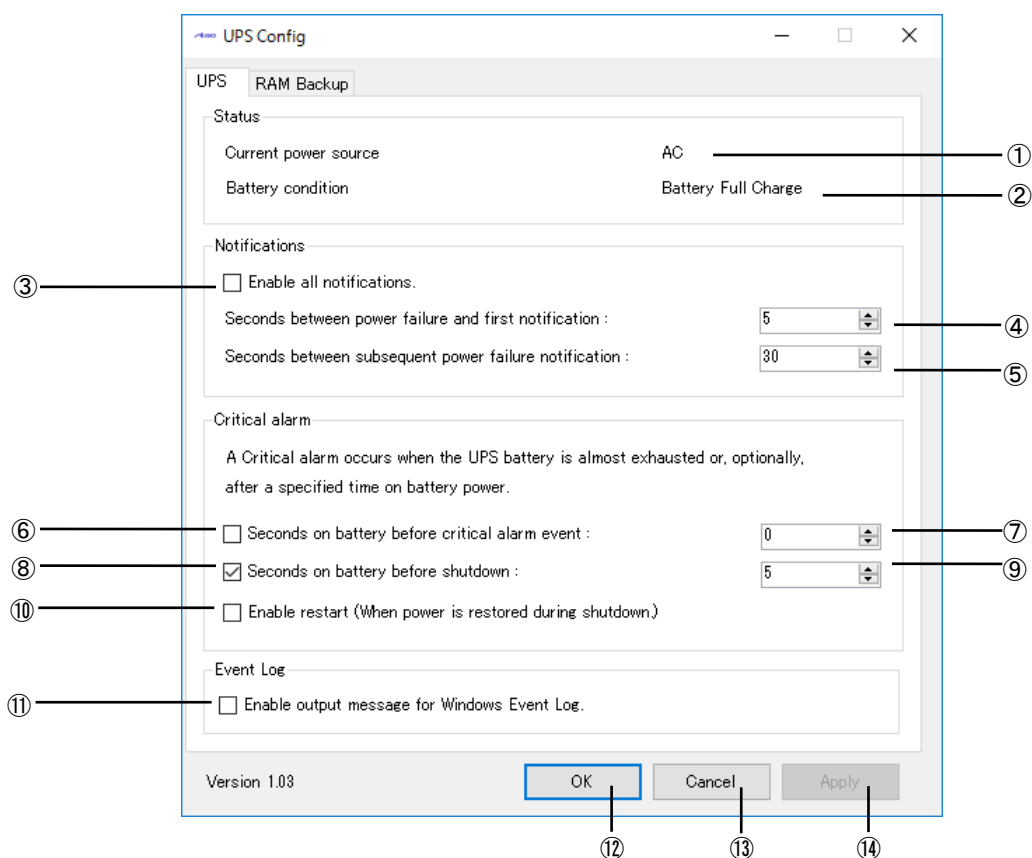 UPS Config
UPS RAM Backup
Status
Current power source AC ①
Battery condition Battery Full Charge ②
Notifications
③ Enable all notifications.
Seconds between power failure and first notification : 5 ④
Seconds between subsequent power failure notification : 30 ⑤
Critical alarm
A Critical alarm occurs when the UPS battery is almost exhausted or, optionally,
after a specified time on battery power.
⑥ Seconds on battery before critical alarm event : 0 ⑦
⑧ Seconds on battery before shutdown : 5 ⑨
⑩ Enable restart (When power is restored during shutdown.)
Event Log
⑪ Enable output message for Windows Event Log.
Version 1.03 OK Cancel Apply
⑫ ⑬ ⑭